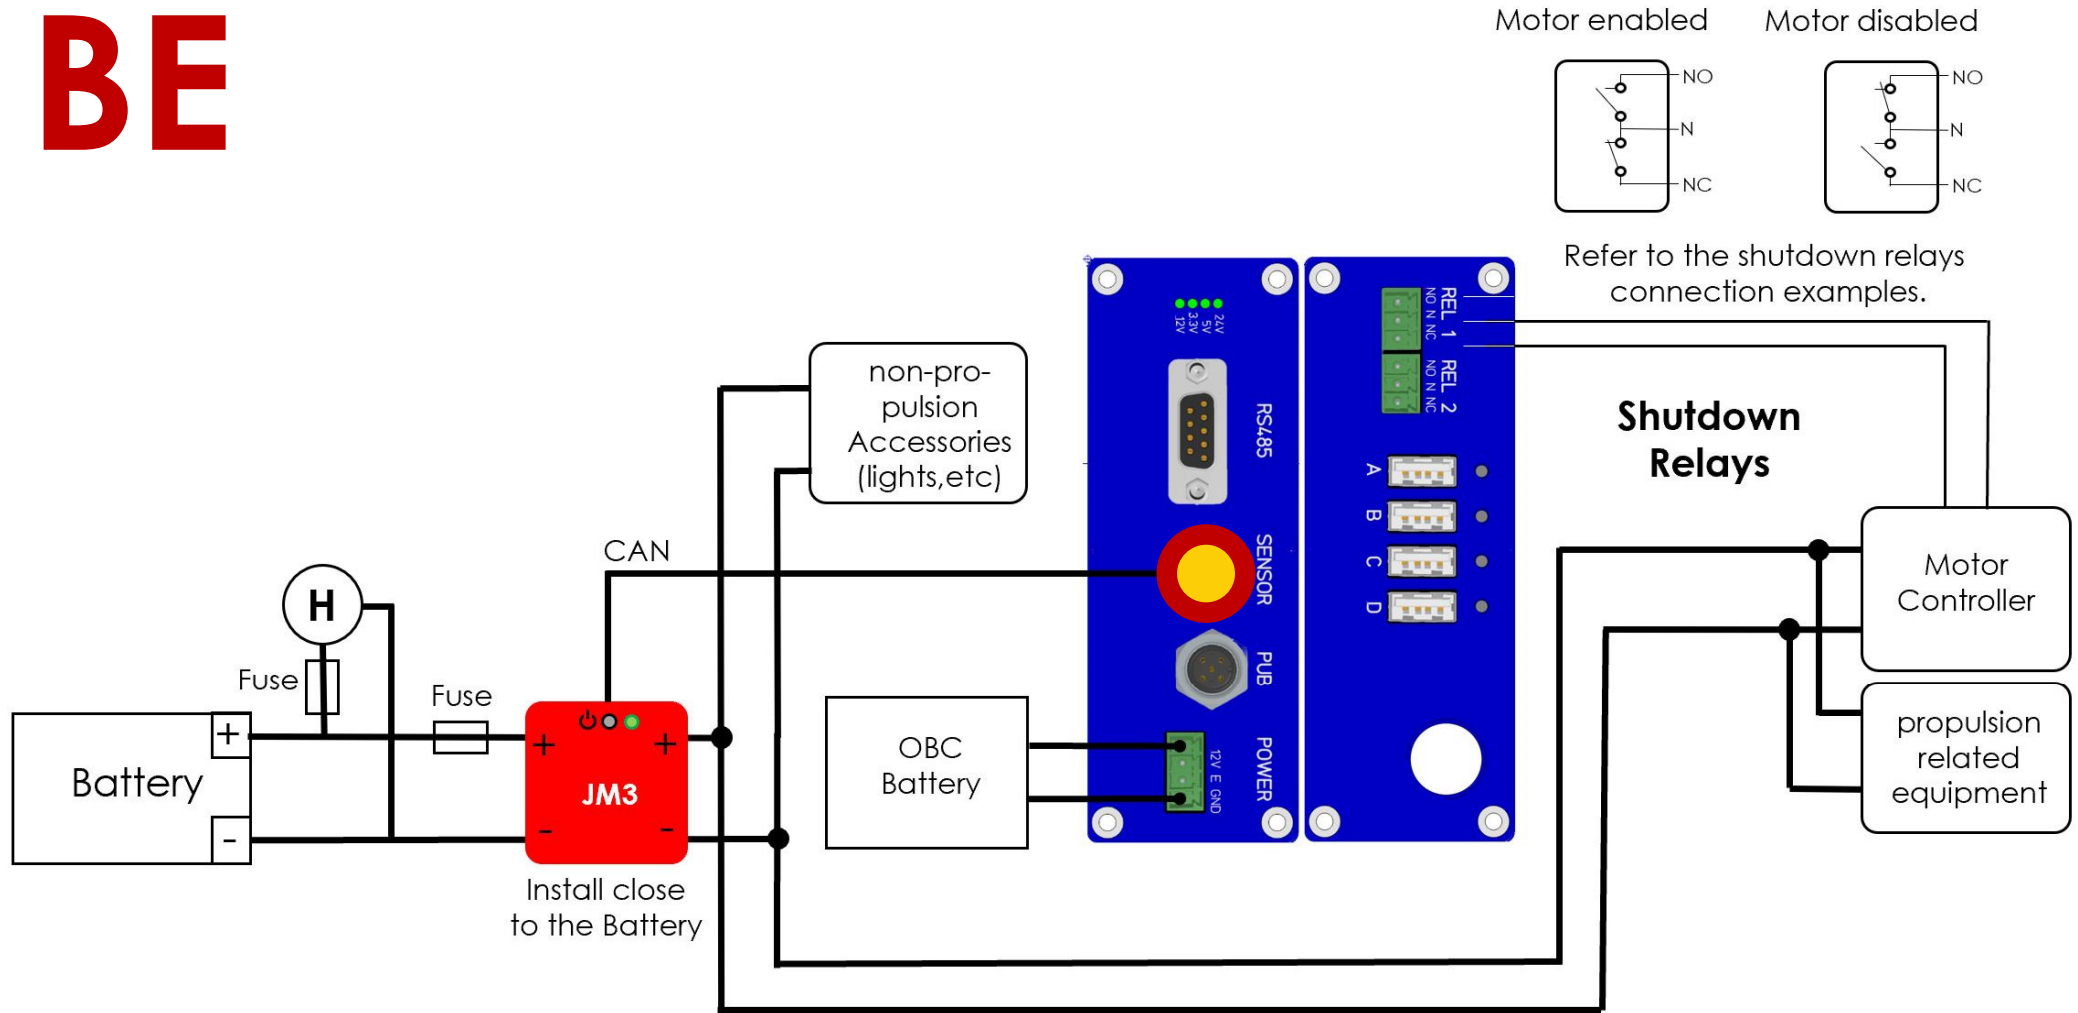 BE
Motor enabled
Motor disabled
NO
N
NC
NO
N
NC
Refer to the shutdown relays
connection examples.
12V
3.3V
5V
24V
RS485
SENSOR
PUB
POWER
12V E GND
REL 1
NO N NC
REL 2
NO N NC
A
B
C
D
Shutdown
Relays
non-pro-
pulsion
Accessories
(lights,etc)
CAN
H
Fuse
Fuse
Battery
+
-
+
+
JM3
-
-
Install close
to the Battery
OBC
Battery
Motor
Controller
propulsion
related
equipment